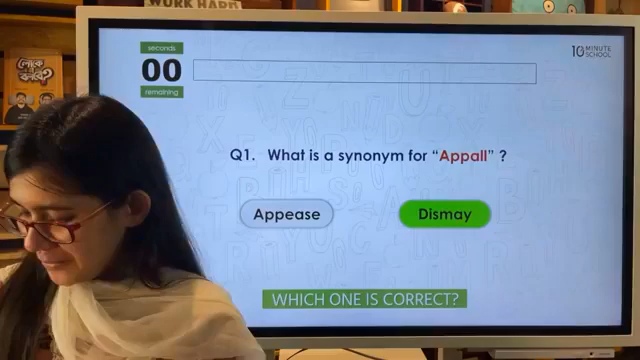 WORK HARD
লোকে
কী
বলবে?
seconds
00
remaining
10 MINUTE
SCHOOL
Q1. What is a synonym for “Appall” ?
Appease
Dismay
WHICH ONE IS CORRECT?